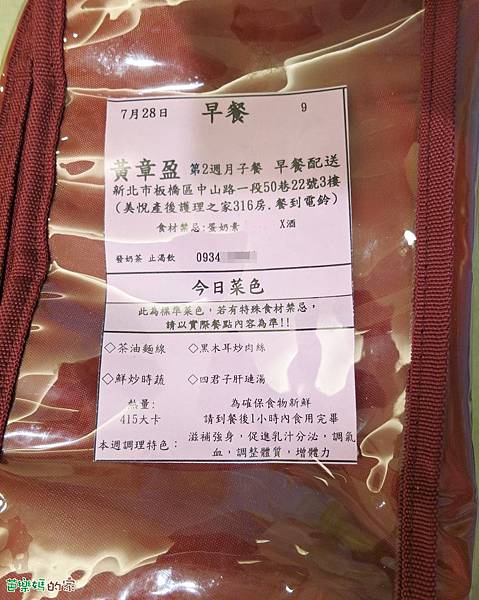 7月28日 早餐 9
黃章盈 第2週月子餐 早餐配送
新北市板橋區中山路一段50巷22號3樓
(美悅產後護理之家316房.餐到電鈴)
食材禁忌:蛋奶素 X酒
發奶茶 止渴飲 0934
今日菜色
此為標準菜色,若有特殊食材禁忌,
請以實際餐點內容為準!!
◇茶油麵線 ◇黑木耳炒肉絲
◇鮮炒時蔬 ◇四君子肝璉湯
熱量: 為確保食物新鮮
415大卡 請到餐後1小時內食用完畢
本週調理特色: 滋補強身,促進乳汁分泌,調氣
血,調整體質,增體力
芭樂媽的家